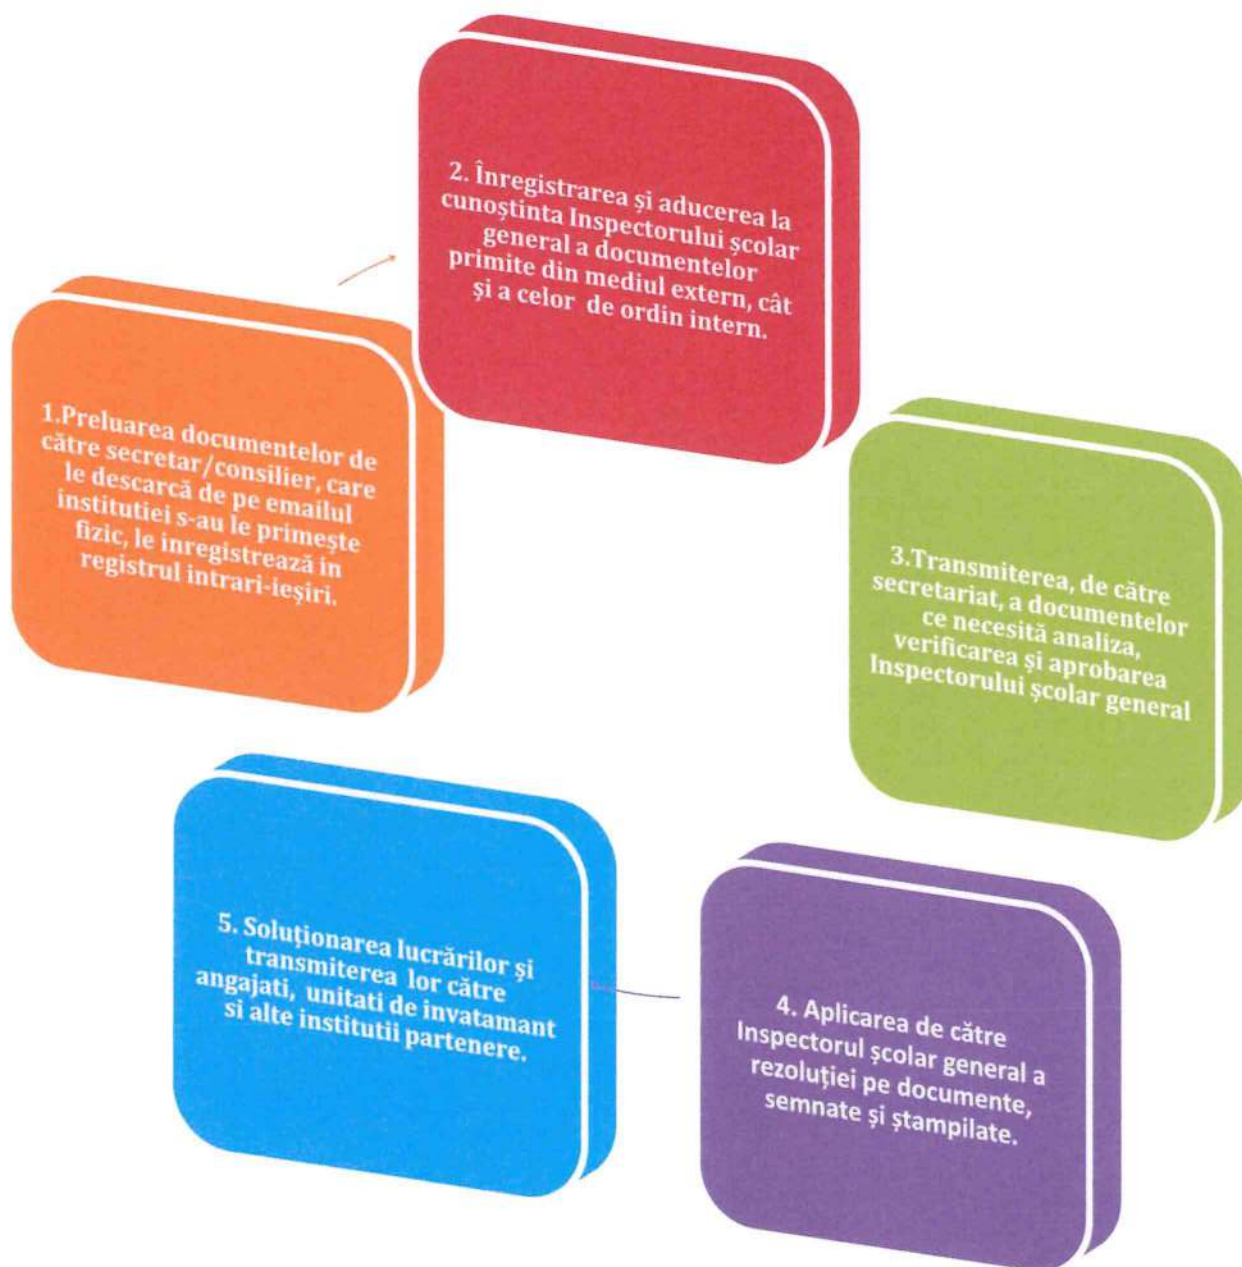 1.Preluarea documentelor de
către secretar/consilier, care
le descarcă de pe emailul
institutiei s-au le primește
fizic, le inregistrează in
registrul intrari-ieșiri.
2. Înregistrarea și aducerea la
cunoștinta Inspectorului școlar
general a documentelor
primite din mediul extern, cât
și a celor de ordin intern.
3.Transmiterea, de către
secretariat, a documentelor
ce necesită analiza,
verificarea și aprobarea
Inspectorului școlar general
4. Aplicarea de către
Inspectorul școlar general a
rezoluției pe documente,
semnate și ștampilate.
5. Soluționarea lucrărilor și
transmiterea lor către
angajati, unitati de invatamant
si alte institutii partenere.